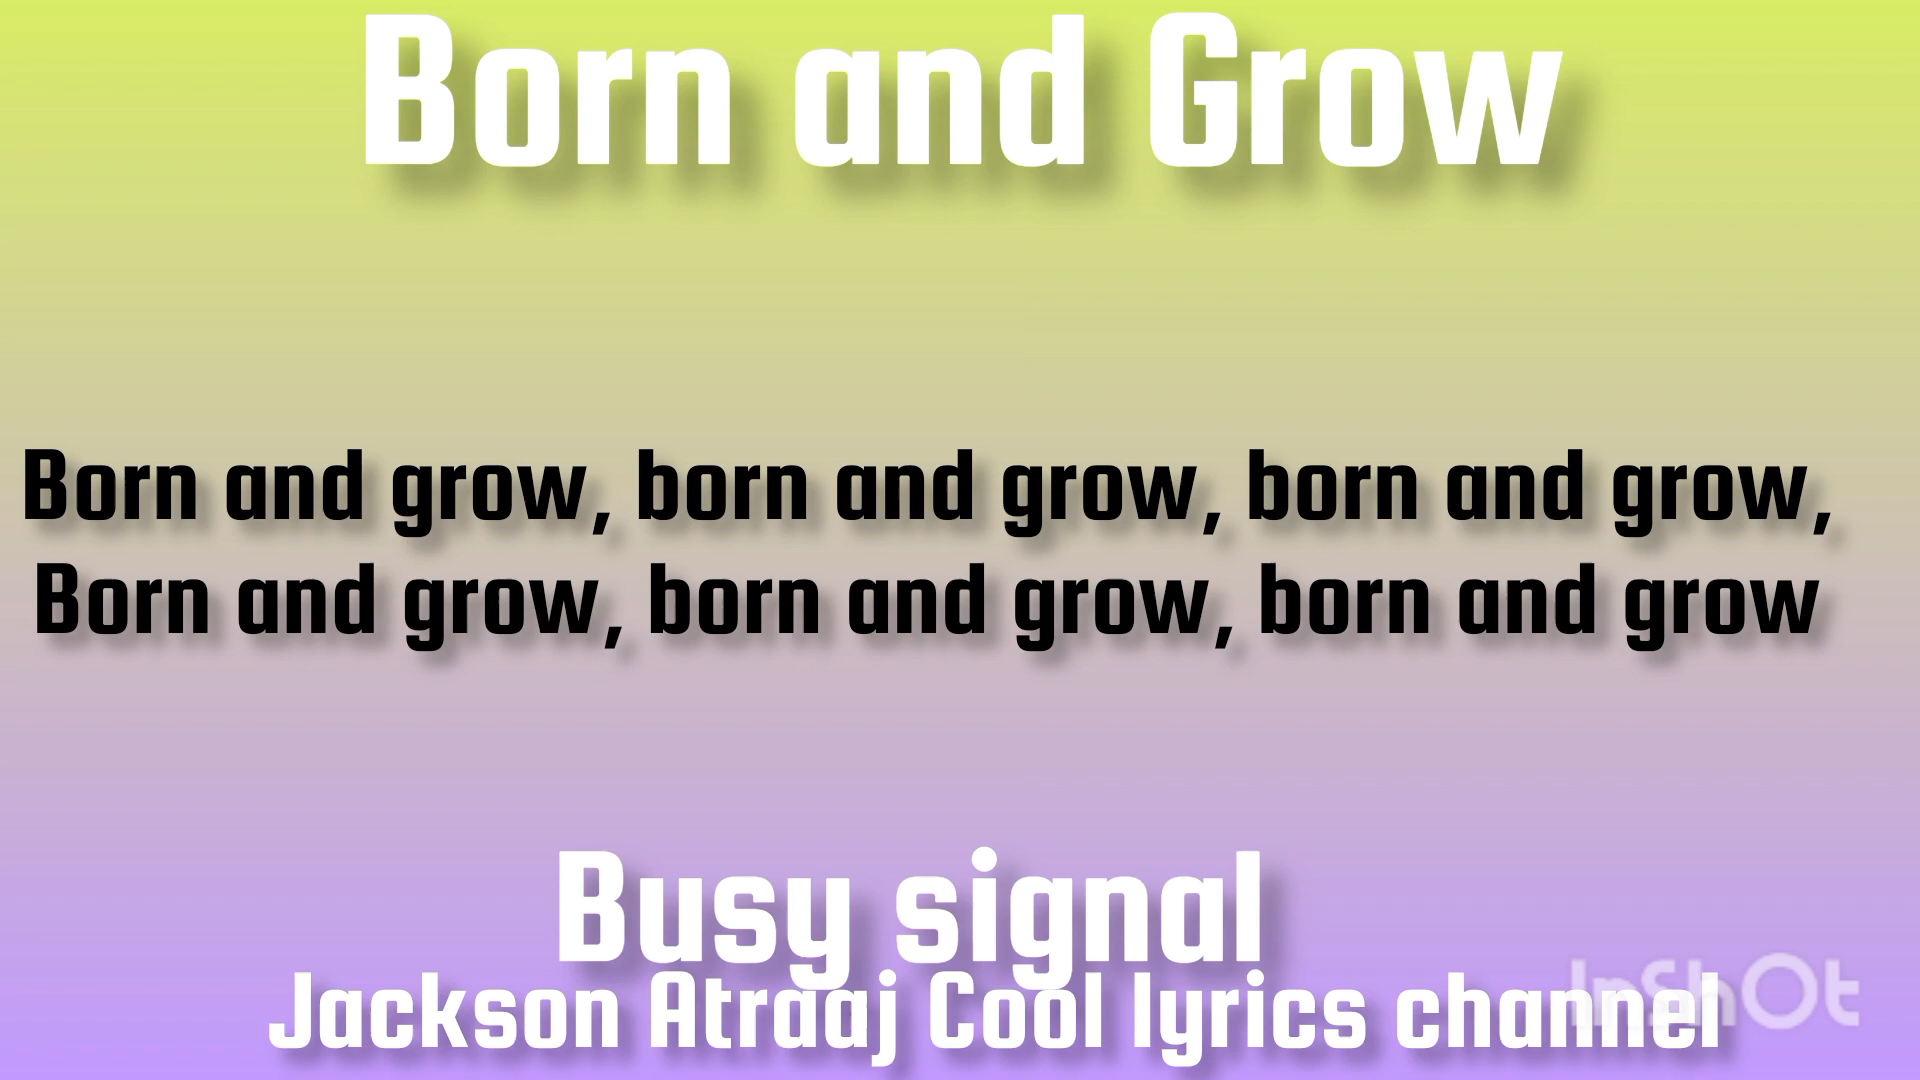 Born and Grow
Born and grow, born and grow, born and grow,
Born and grow, born and grow, born and grow
Busy signal
Jackson Atraaj Cool lyrics channel
InShOt